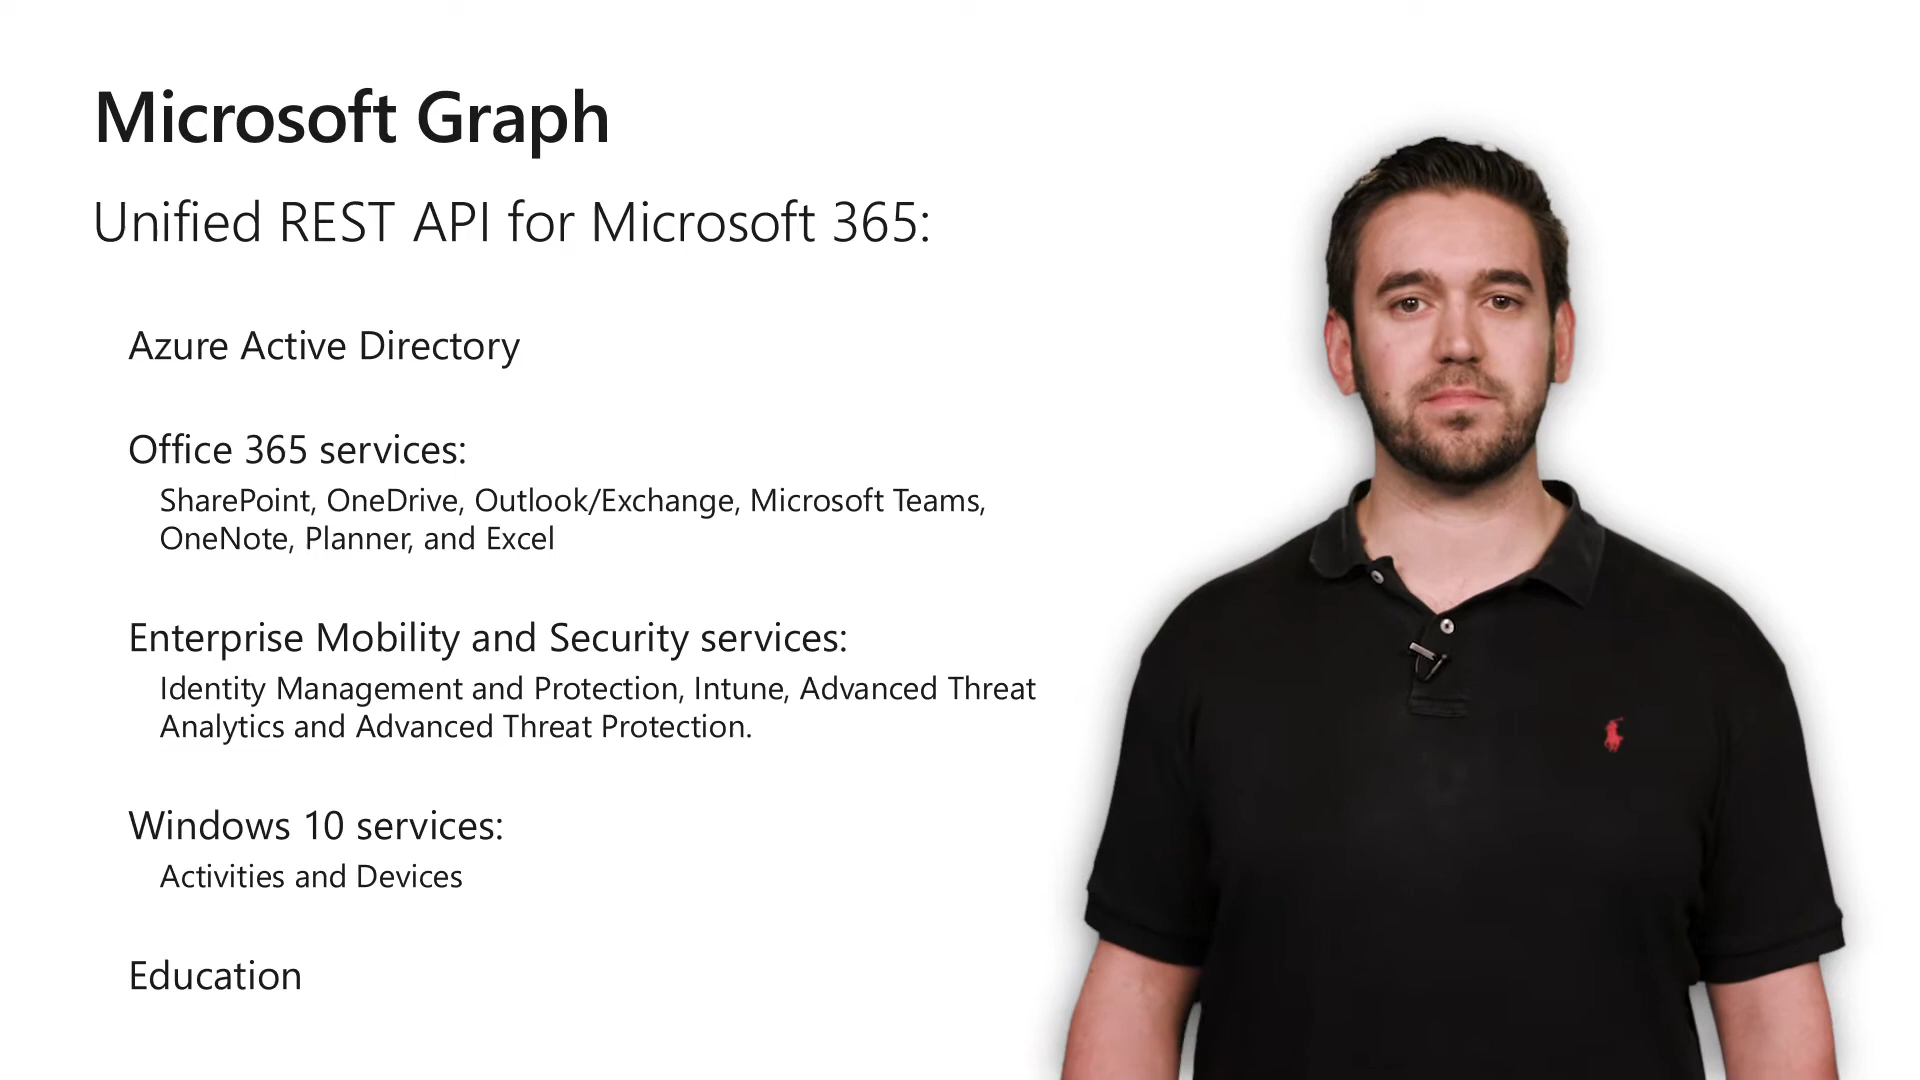 Microsoft Graph
Unified REST API for Microsoft 365:
Azure Active Directory
Office 365 services:
SharePoint, OneDrive, Outlook/Exchange, Microsoft Teams,
OneNote, Planner, and Excel
Enterprise Mobility and Security services:
Identity Management and Protection, Intune, Advanced Threat
Analytics and Advanced Threat Protection.
Windows 10 services:
Activities and Devices
Education